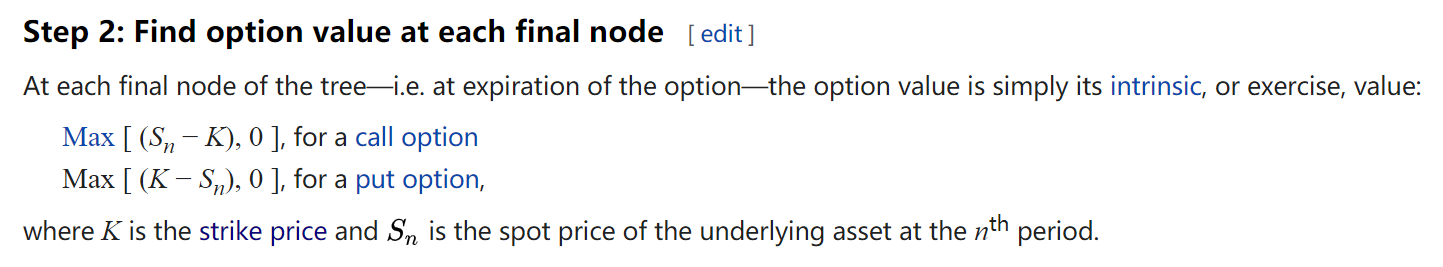 Step 2: Find option value at each final node [ edit ]
At each final node of the tree—i.e. at expiration of the option—the option value is simply its intrinsic, or exercise, value:
Max [ (Sn − K), 0 ], for a call option
Max [ (K − Sn), 0 ], for a put option,
where K is the strike price and Sn is the spot price of the underlying asset at the nth period.